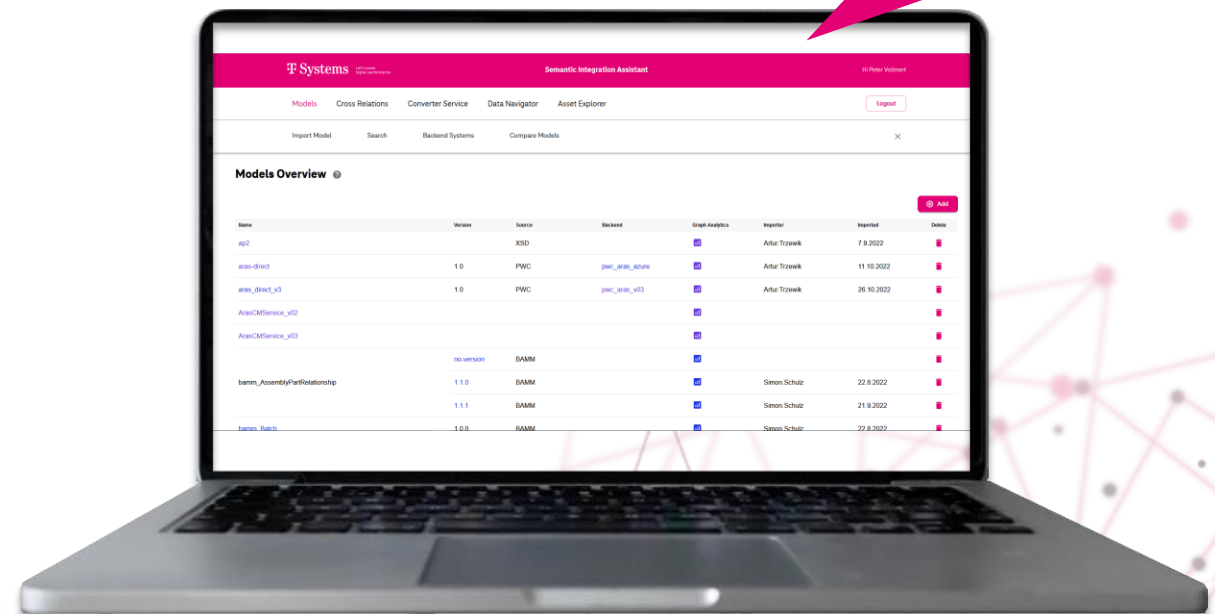 T Systems Let's power higher performance
Semantic Integration Assistant
Hi Peter Vollmert
Models Cross Relations Converter Service Data Navigator Asset Explorer Logout
Import Model Search Backend Systems Compare Models
Models Overview
Add
Name Version Source Backend Graph Analytics Importer Imported Delete
ap2 XSD Artur.Trzewik 7.9.2022
aras-direct 1.0 PWC pwc_aras_azure Artur.Trzewik 11.10.2022
aras_direct_v3 1.0 PWC pwc_aras_v03 Artur.Trzewik 26.10.2022
ArasCMService_v02
ArasCMService_v03
no-version BAMM
bamm_AssemblyPartRelationship 1.1.0 BAMM Simon.Schulz 22.8.2022
1.1.1 BAMM Simon.Schulz 21.9.2022
bamm_Batch 1.0.0 BAMM Simon.Schulz 22.8.2022